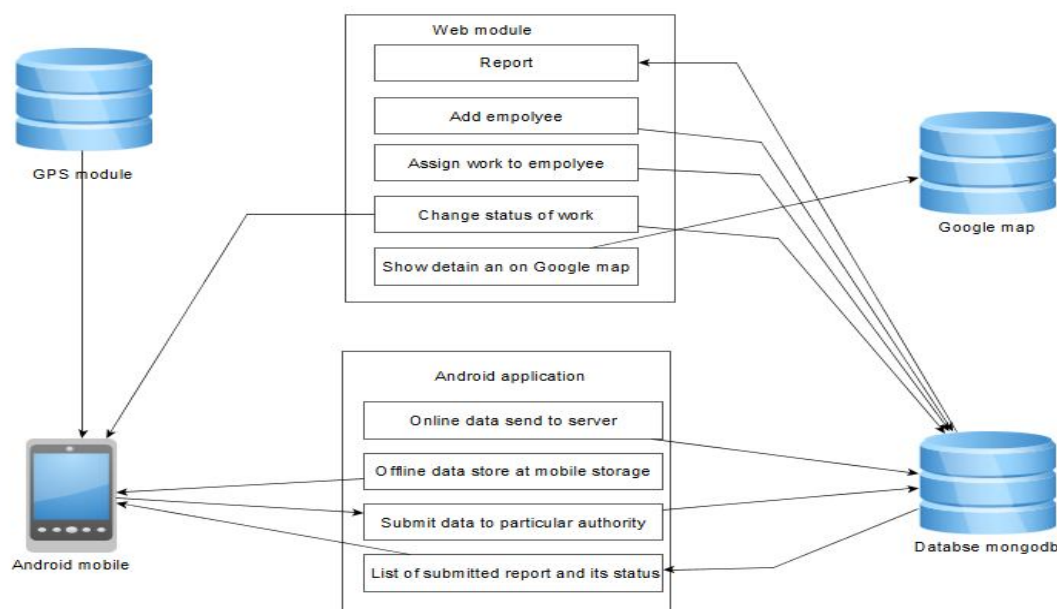 Web module
Report
Add empolyee
Assign work to empolyee
Change status of work
Show detain an on Google map
GPS module
Google map
Android application
Online data send to server
Offline data store at mobile storage
Submit data to particular authority
List of submitted report and its status
Android mobile
Databse mongodb